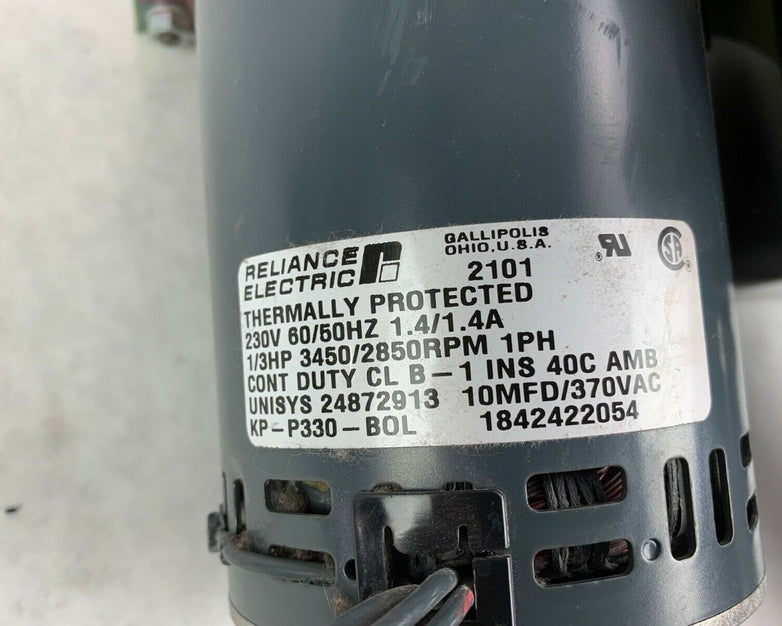 RELIANCE
ELECTRIC
GALLIPOLIS
OHIO, U.S.A.
2101
THERMALLY PROTECTED
230V 60/50HZ 1.4/1.4A
1/3HP 3450/2850RPM 1PH
CONT DUTY CL B-1 INS 40C AMB
UNISYS 24872913 10MFD/370VAC
KP-P330-BOL 1842422054